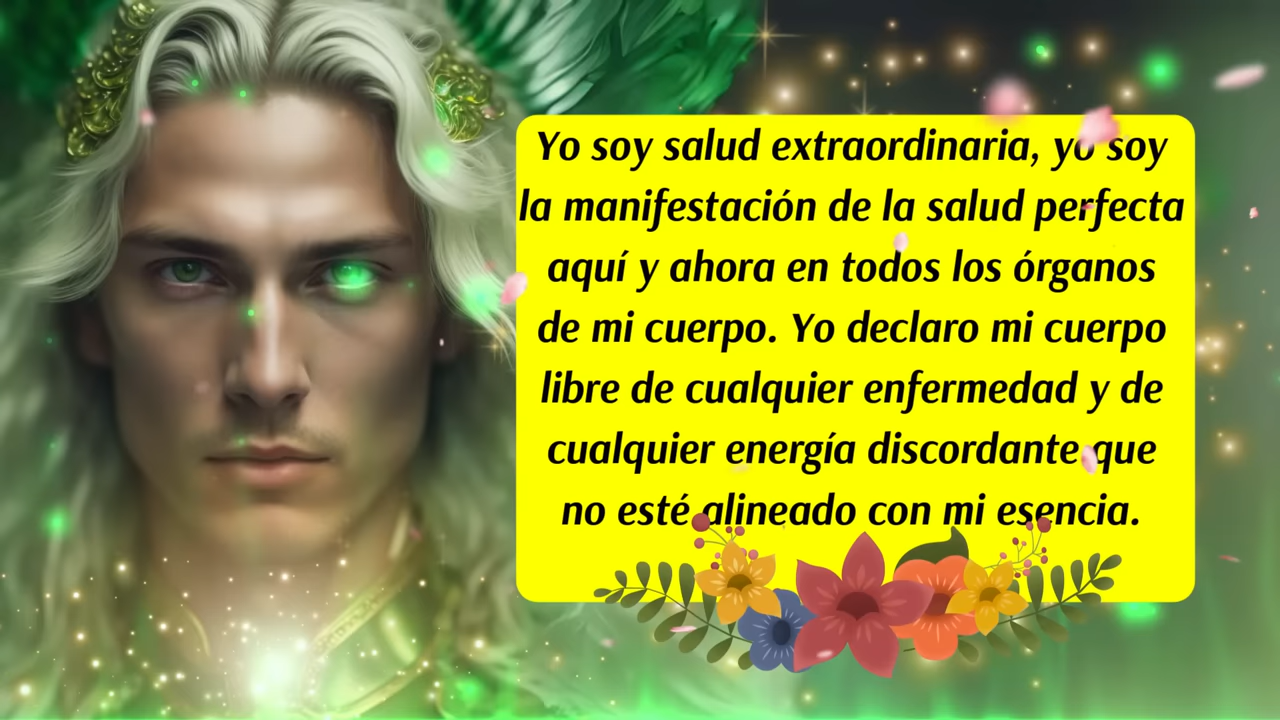 Yo soy salud extraordinaria, yo soy
la manifestación de la salud perfecta
aquí y ahora en todos los órganos
de mi cuerpo. Yo declaro mi cuerpo
libre de cualquier enfermedad y de
cualquier energía discordante que
no esté alineado con mi esencia.